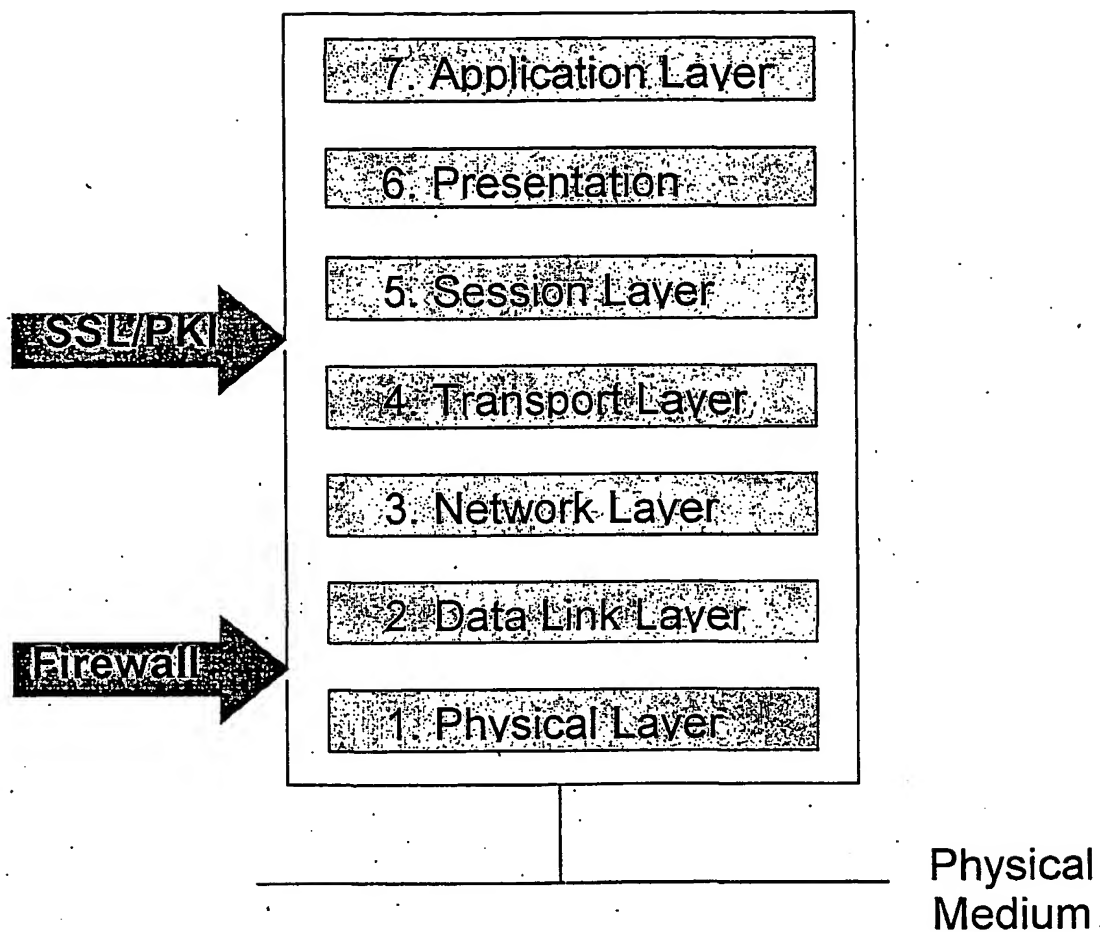 7. Application Layer
6. Presentation
5. Session Layer
SSL/PKI
4. Transport Layer
3. Network Layer
2. Data Link Layer
Firewall
1. Physical Layer
Physical
Medium